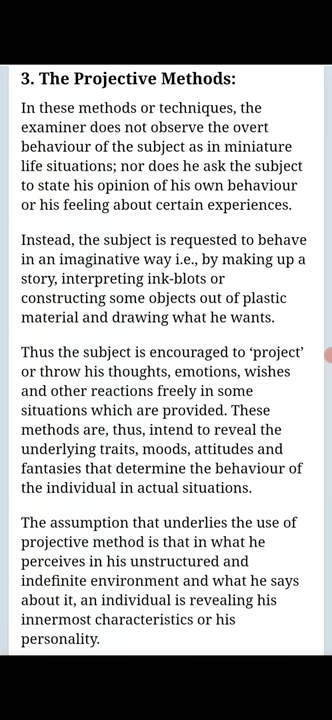 3. The Projective Methods:
In these methods or techniques, the
examiner does not observe the overt
behaviour of the subject as in miniature
life situations; nor does he ask the subject
to state his opinion of his own behaviour
or his feeling about certain experiences.
Instead, the subject is requested to behave
in an imaginative way i.e., by making up a
story, interpreting ink-blots or
constructing some objects out of plastic
material and drawing what he wants.
Thus the subject is encouraged to ‘project’
or throw his thoughts, emotions, wishes
and other reactions freely in some
situations which are provided. These
methods are, thus, intend to reveal the
underlying traits, moods, attitudes and
fantasies that determine the behaviour of
the individual in actual situations.
The assumption that underlies the use of
projective method is that in what he
perceives in his unstructured and
indefinite environment and what he says
about it, an individual is revealing his
innermost characteristics or his
personality.